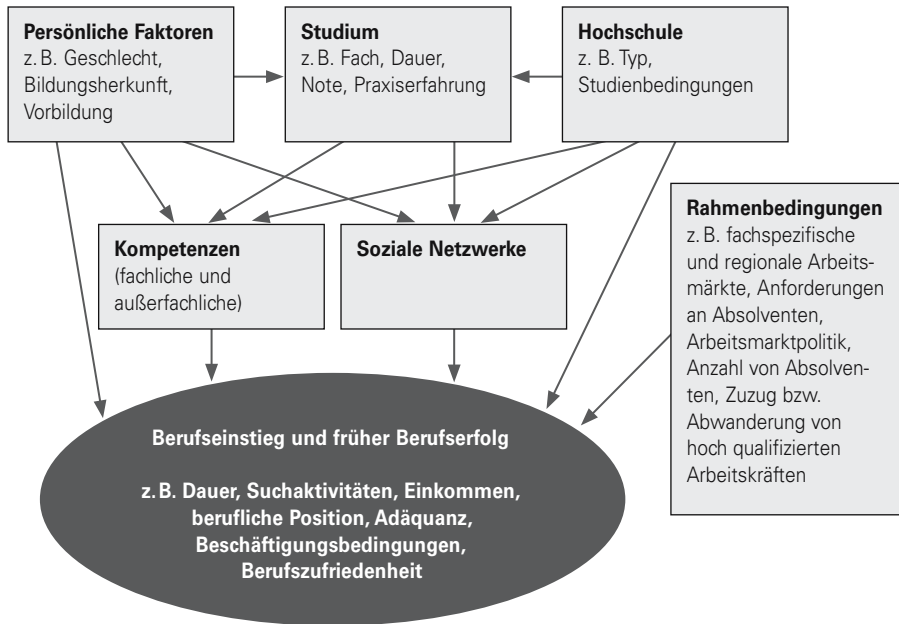 Persönliche Faktoren
z. B. Geschlecht,
Bildungsherkunft,
Vorbildung
Studium
z. B. Fach, Dauer,
Note, Praxiserfahrung
Hochschule
z. B. Typ,
Studienbedingungen
Kompetenzen
(fachliche und
außerfachliche)
Soziale Netzwerke
Rahmenbedingungen
z. B. fachspezifische
und regionale Arbeits-
märkte, Anforderungen
an Absolventen,
Arbeitsmarktpolitik,
Anzahl von Absolven-
ten, Zuzug bzw.
Abwanderung von
hoch qualifizierten
Arbeitskräften
Berufseinstieg und früher Berufserfolg
z. B. Dauer, Suchaktivitäten, Einkommen,
berufliche Position, Adäquanz,
Beschäftigungsbedingungen,
Berufszufriedenheit